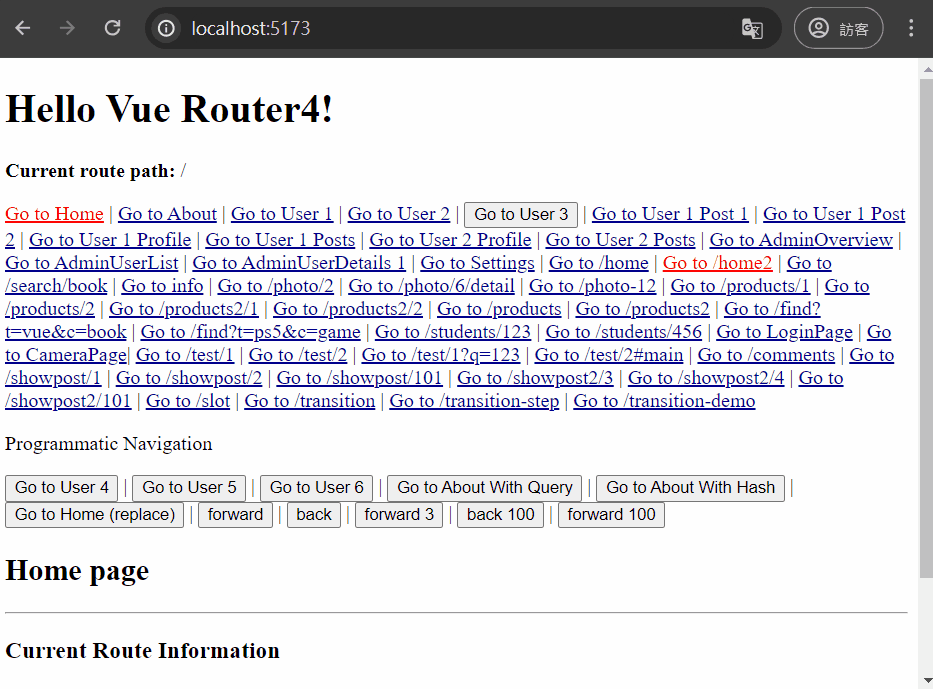 localhost:5173
訪客
Hello Vue Router4!
Current route path: /
Go to Home | Go to About | Go to User 1 | Go to User 2 | Go to User 3 | Go to User 1 Post 1 | Go to User 1 Post
2 | Go to User 1 Profile | Go to User 1 Posts | Go to User 2 Profile | Go to User 2 Posts | Go to AdminOverview |
Go to AdminUserList | Go to AdminUserDetails 1 | Go to Settings | Go to /home | Go to /home2 | Go to
/search/book | Go to info | Go to /photo/2 | Go to /photo/6/detail | Go to /photo-12 | Go to /products/1 | Go to
/products/2 | Go to /products2/1 | Go to /products2/2 | Go to /products | Go to /products2 | Go to /find?
t=vue&c=book | Go to /find?t=ps5&c=game | Go to /students/123 | Go to /students/456 | Go to LoginPage | Go
to CameraPage| Go to /test/1 | Go to /test/2 | Go to /test/1?q=123 | Go to /test/2#main | Go to /comments | Go to
/showpost/1 | Go to /showpost/2 | Go to /showpost/101 | Go to /showpost2/3 | Go to /showpost2/4 | Go to
/showpost2/101 | Go to /slot | Go to /transition | Go to /transition-step | Go to /transition-demo
Programmatic Navigation
Go to User 4 | Go to User 5 | Go to User 6 | Go to About With Query | Go to About With Hash |
Go to Home (replace) | forward | back | forward 3 | back 100 | forward 100
Home page
Current Route Information